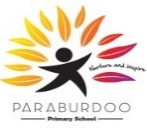 Nurture and inspire
PARABURDOO
Primary School